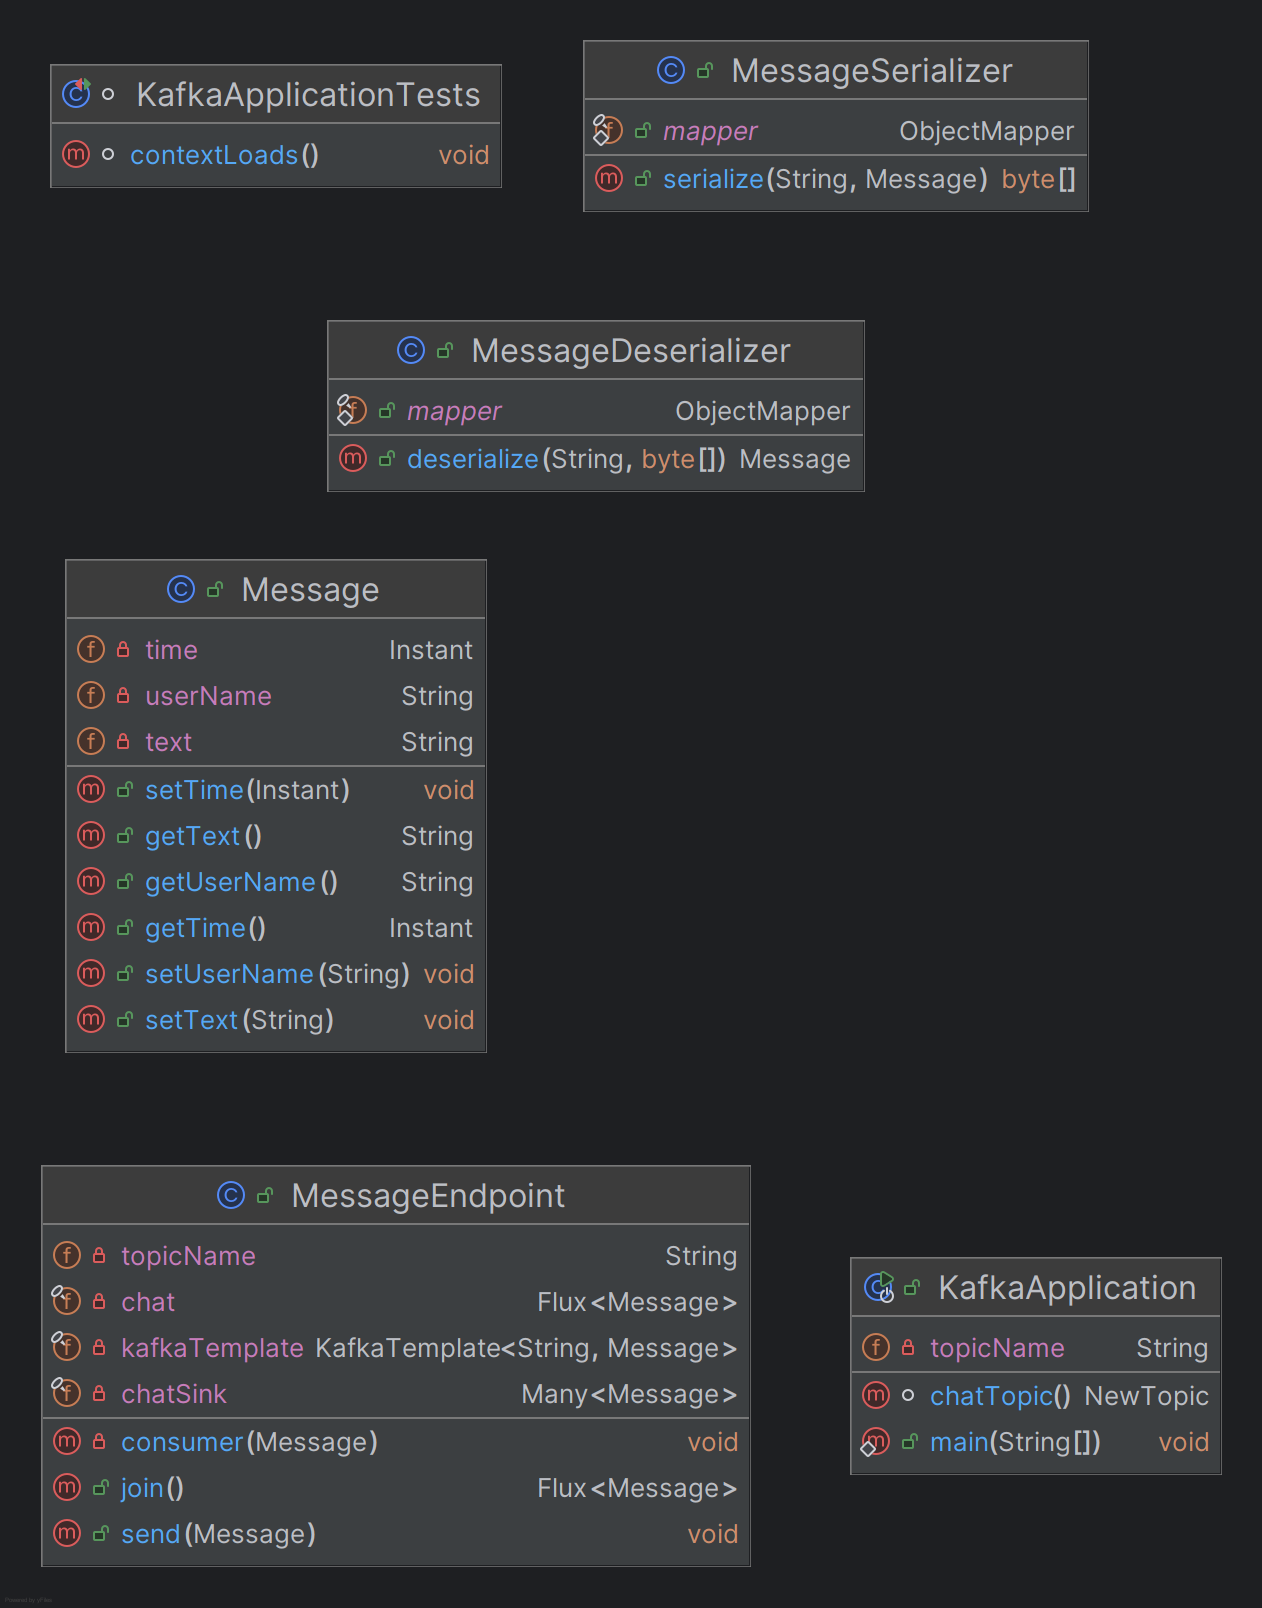 KafkaApplicationTests
contextLoads() void
MessageSerializer
mapper ObjectMapper
serialize(String, Message) byte[]
MessageDeserializer
mapper ObjectMapper
deserialize(String, byte[]) Message
Message
time Instant
userName String
text String
setTime(Instant) void
getText() String
getUserName() String
getTime() Instant
setUserName(String) void
setText(String) void
MessageEndpoint
topicName String
chat Flux<Message>
kafkaTemplate KafkaTemplate<String, Message>
chatSink Many<Message>
consumer(Message) void
join() Flux<Message>
send(Message) void
KafkaApplication
topicName String
chatTopic() NewTopic
main(String[]) void
Powered by yFiles